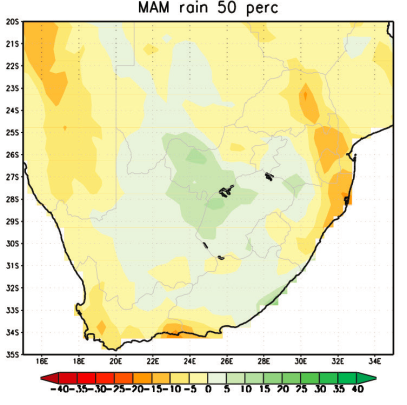 MAM rain 50 perc
20S
21S
22S
23S
24S
25S
26S
27S
28S
29S
30S
31S
32S
33S
34S
35S
16E 18E 20E 22E 24E 26E 28E 30E 32E 34E
-40 -35 -30 -25 -20 -15 -10 -5 0 5 10 15 20 25 30 35 40